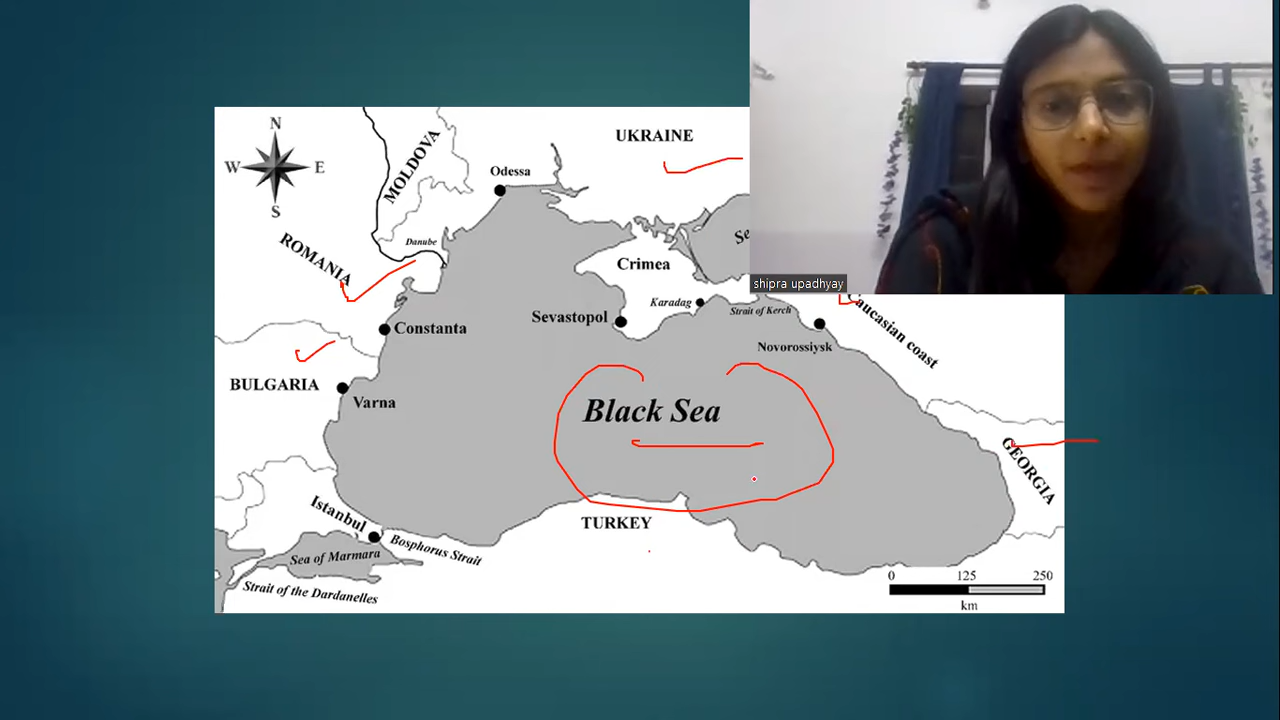 N
W E
S
MOLDOVA
UKRAINE
Odessa
ROMANIA
Danube
Crimea
shipra upadhyay
Karadag
Strait of Kerch
Caucasian coast
Sevastopol
Constanta
Novorossiysk
BULGARIA
Varna
Black Sea
GEORGIA
Istanbul
TURKEY
Bosphorus Strait
Sea of Marmara
Strait of the Dardanelles
0 125 250
km